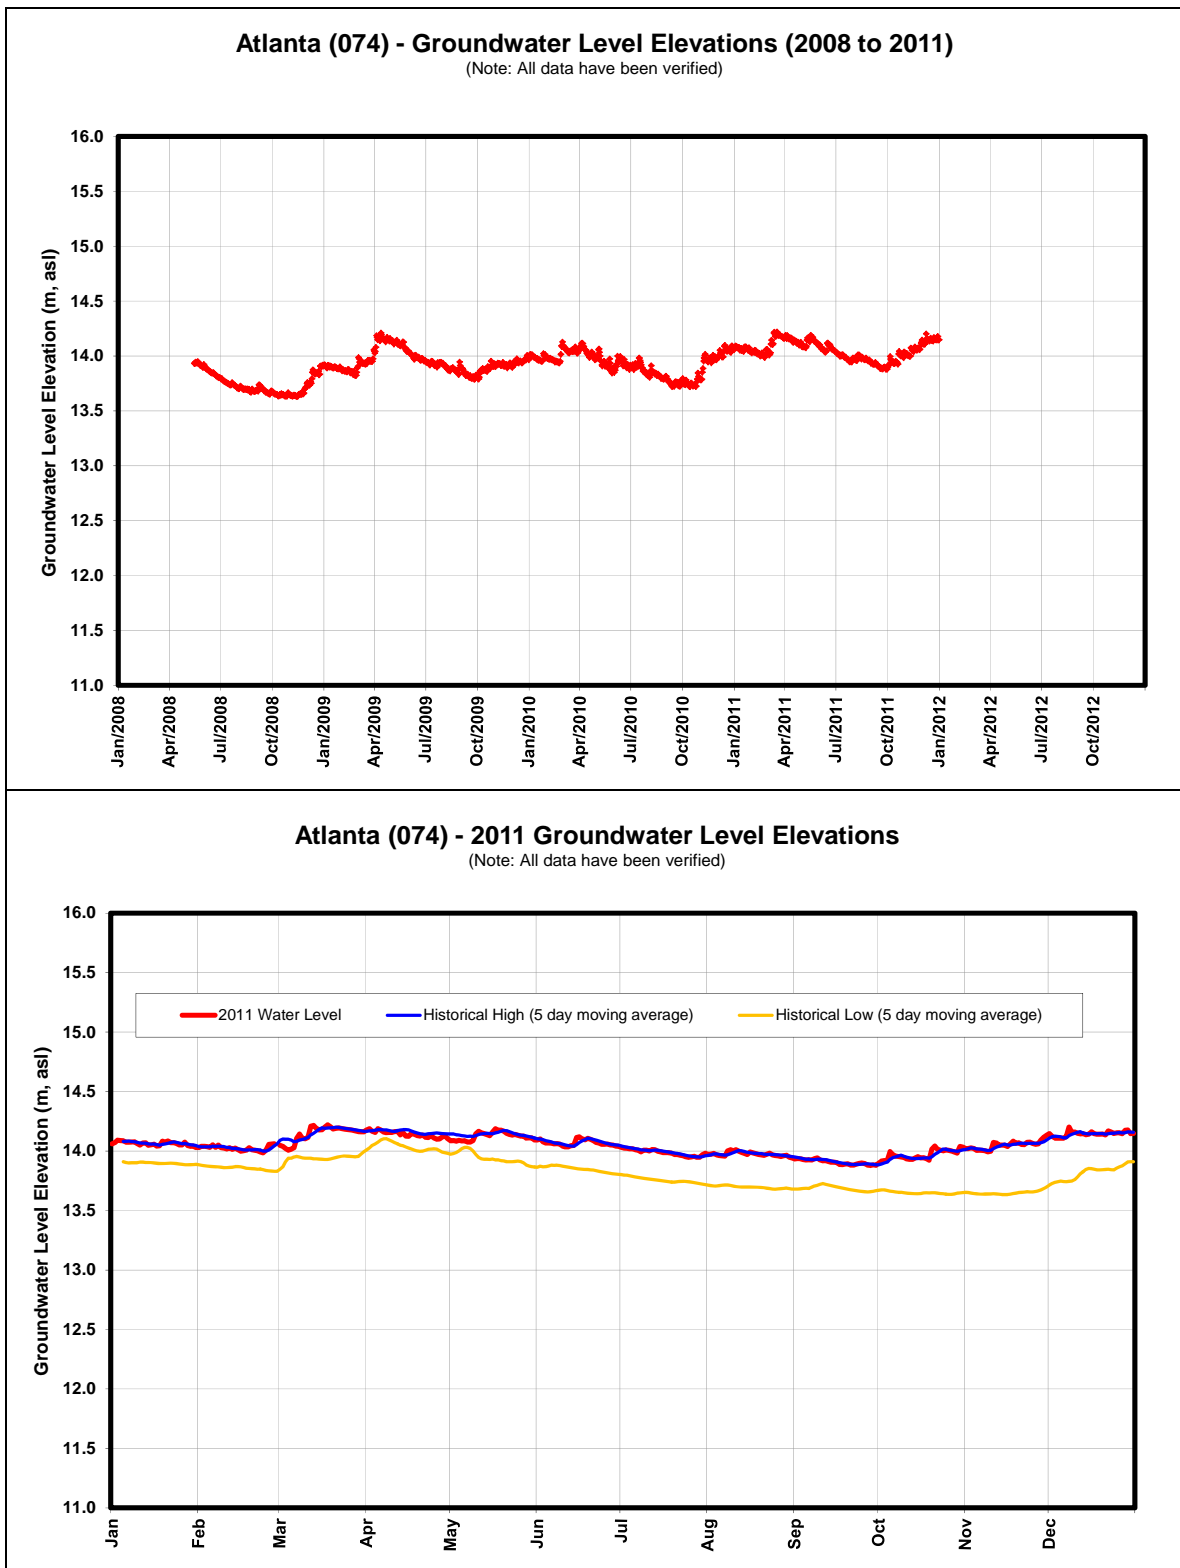 Atlanta (074) - Groundwater Level Elevations (2008 to 2011)
(Note: All data have been verified)
Groundwater Level Elevation (m, asl)
16.0
15.5
15.0
14.5
14.0
13.5
13.0
12.5
12.0
11.5
11.0
Jan/2008
Apr/2008
Jul/2008
Oct/2008
Jan/2009
Apr/2009
Jul/2009
Oct/2009
Jan/2010
Apr/2010
Jul/2010
Oct/2010
Jan/2011
Apr/2011
Jul/2011
Oct/2011
Jan/2012
Apr/2012
Jul/2012
Oct/2012
Atlanta (074) - 2011 Groundwater Level Elevations
(Note: All data have been verified)
Groundwater Level Elevation (m, asl)
16.0
15.5
15.0
14.5
14.0
13.5
13.0
12.5
12.0
11.5
11.0
2011 Water Level
Historical High (5 day moving average)
Historical Low (5 day moving average)
Jan
Feb
Mar
Apr
May
Jun
Jul
Aug
Sep
Oct
Nov
Dec